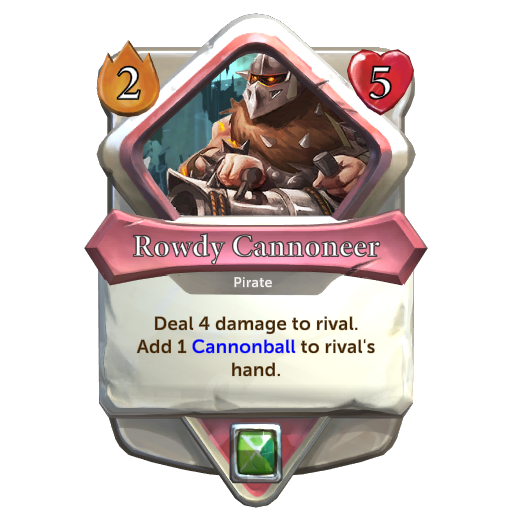 2
5
Rowdy Cannoneer
Pirate
Deal 4 damage to rival.
Add 1 Cannonball to rival's
hand.